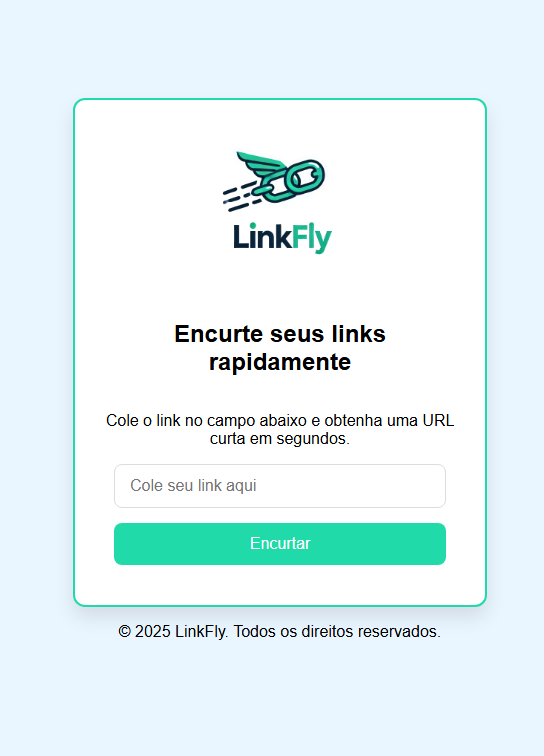 LinkFly
Encurte seus links
rapidamente
Cole o link no campo abaixo e obtenha uma URL
curta em segundos.
Cole seu link aqui
Encurtar
© 2025 LinkFly. Todos os direitos reservados.